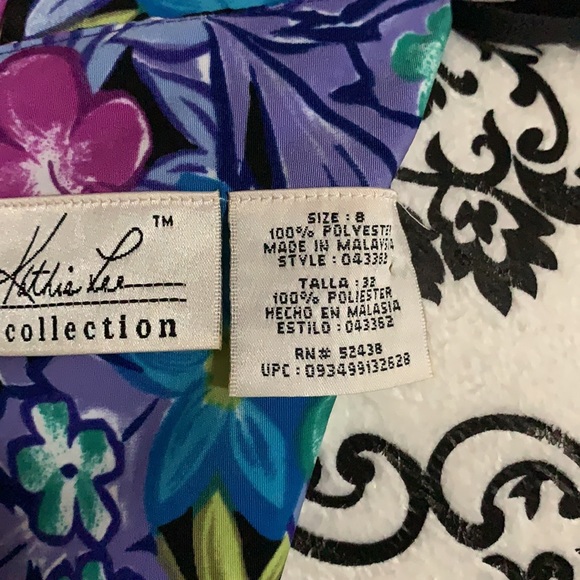 Kathie Lee
TM
collection
SIZE : 8
100% POLYESTER
MADE IN MALAYSIA
STYLE : 043362
TALLA : 32
100% POLIESTER
HECHO EN MALASIA
ESTILO : 043362
RN# 52438
UPC : 093499132628